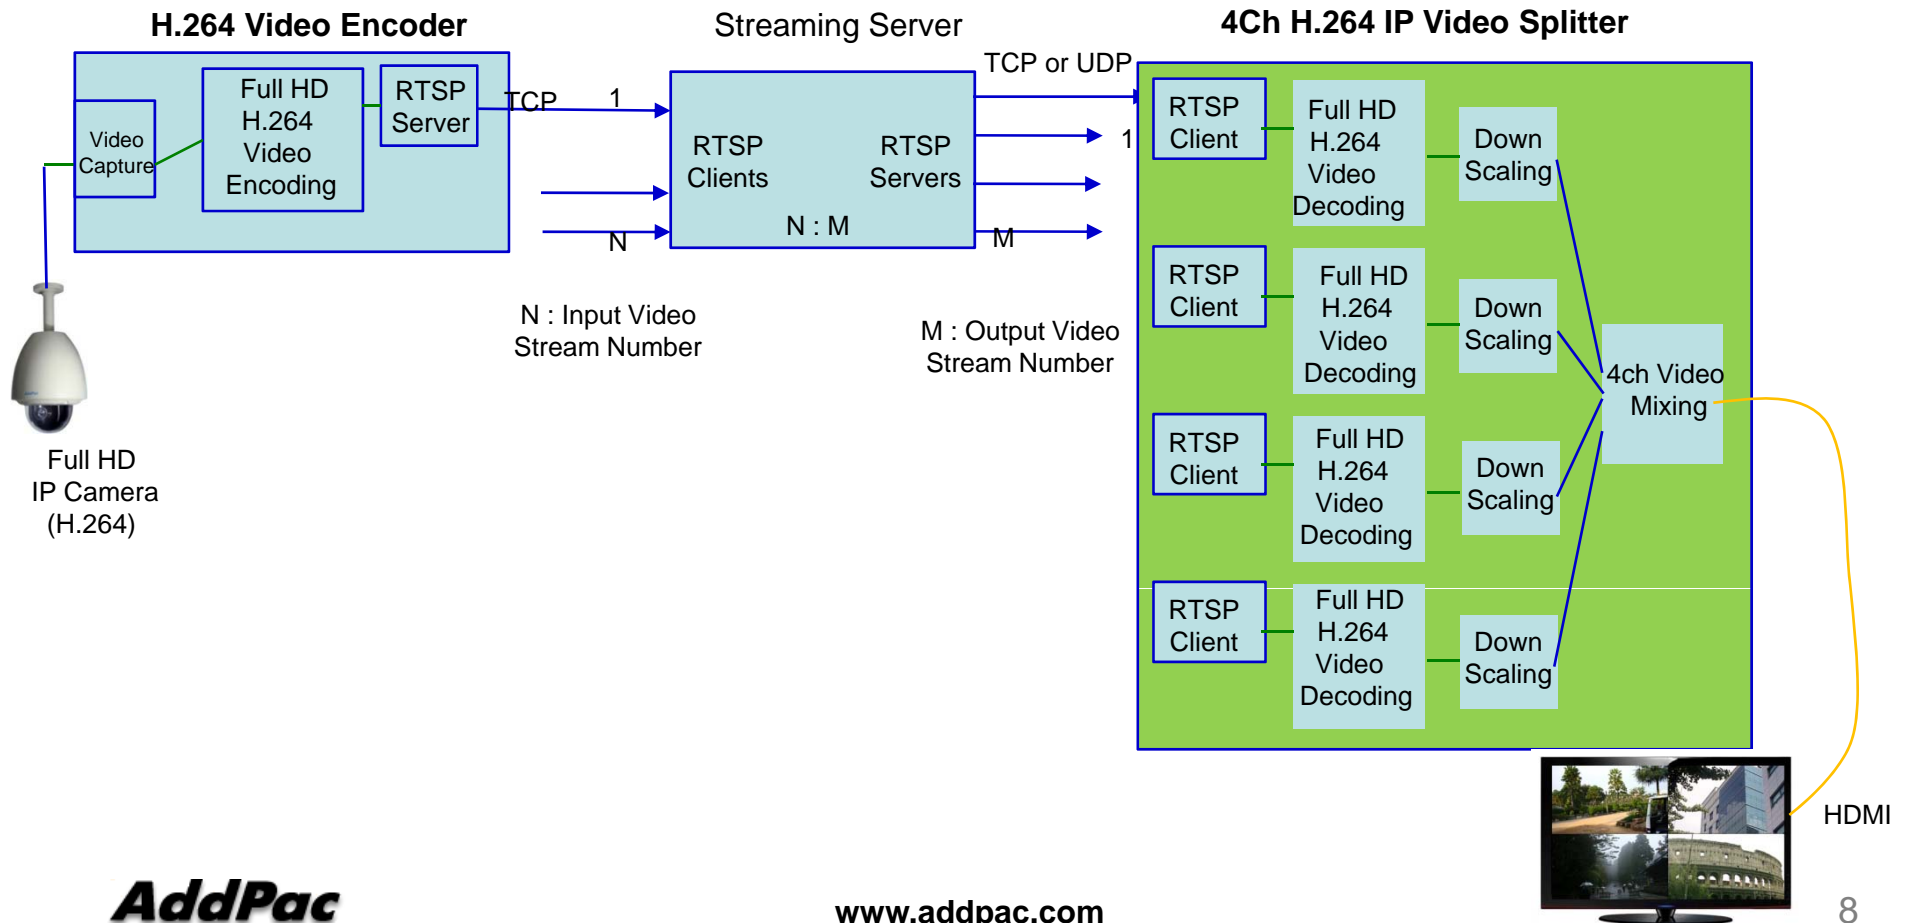 H.264 Video Encoder
Streaming Server
4Ch H.264 IP Video Splitter
Video
Capture
Full HD
H.264
Video
Encoding
RTSP
Server
TCP
1
N
RTSP
Clients
RTSP
Servers
N : M
TCP or UDP
1
M
N : Input Video
Stream Number
M : Output Video
Stream Number
Full HD
IP Camera
(H.264)
RTSP
Client
Full HD
H.264
Video
Decoding
Down
Scaling
RTSP
Client
Full HD
H.264
Video
Decoding
Down
Scaling
4ch Video
Mixing
RTSP
Client
Full HD
H.264
Video
Decoding
Down
Scaling
RTSP
Client
Full HD
H.264
Video
Decoding
Down
Scaling
HDMI
AddPac
www.addpac.com
8